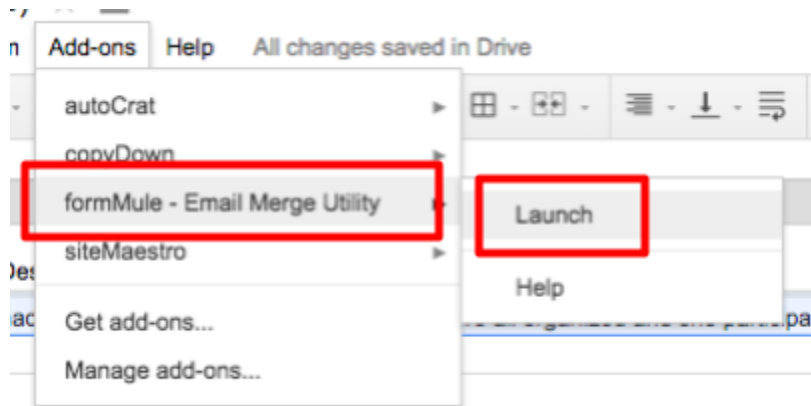 Add-ons Help All changes saved in Drive
autoCrat
copyDown
formMule - Email Merge Utility
Launch
siteMaestro
Help
Get add-ons...
Manage add-ons...